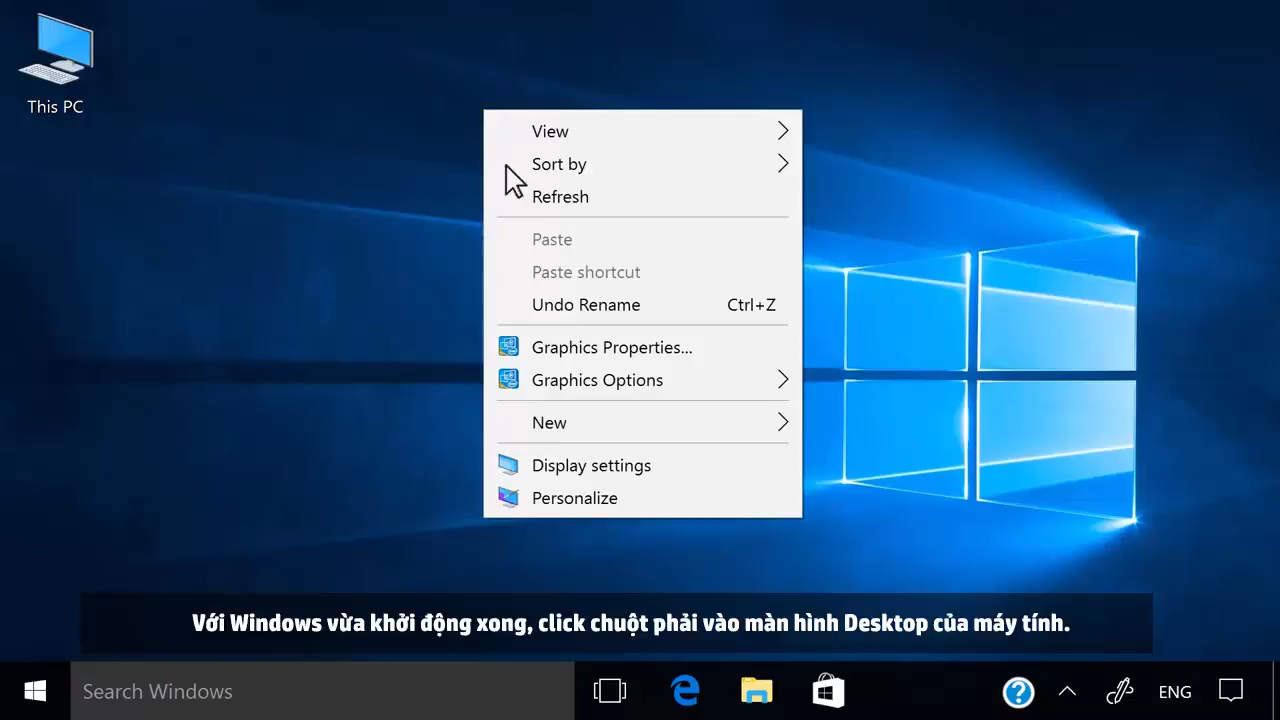 This PC
View
Sort by
Refresh
Paste
Paste shortcut
Undo Rename Ctrl+Z
Graphics Properties...
Graphics Options
New
Display settings
Personalize
Với Windows vừa khởi động xong, click chuột phải vào màn hình Desktop của máy tính.
Search Windows
ENG